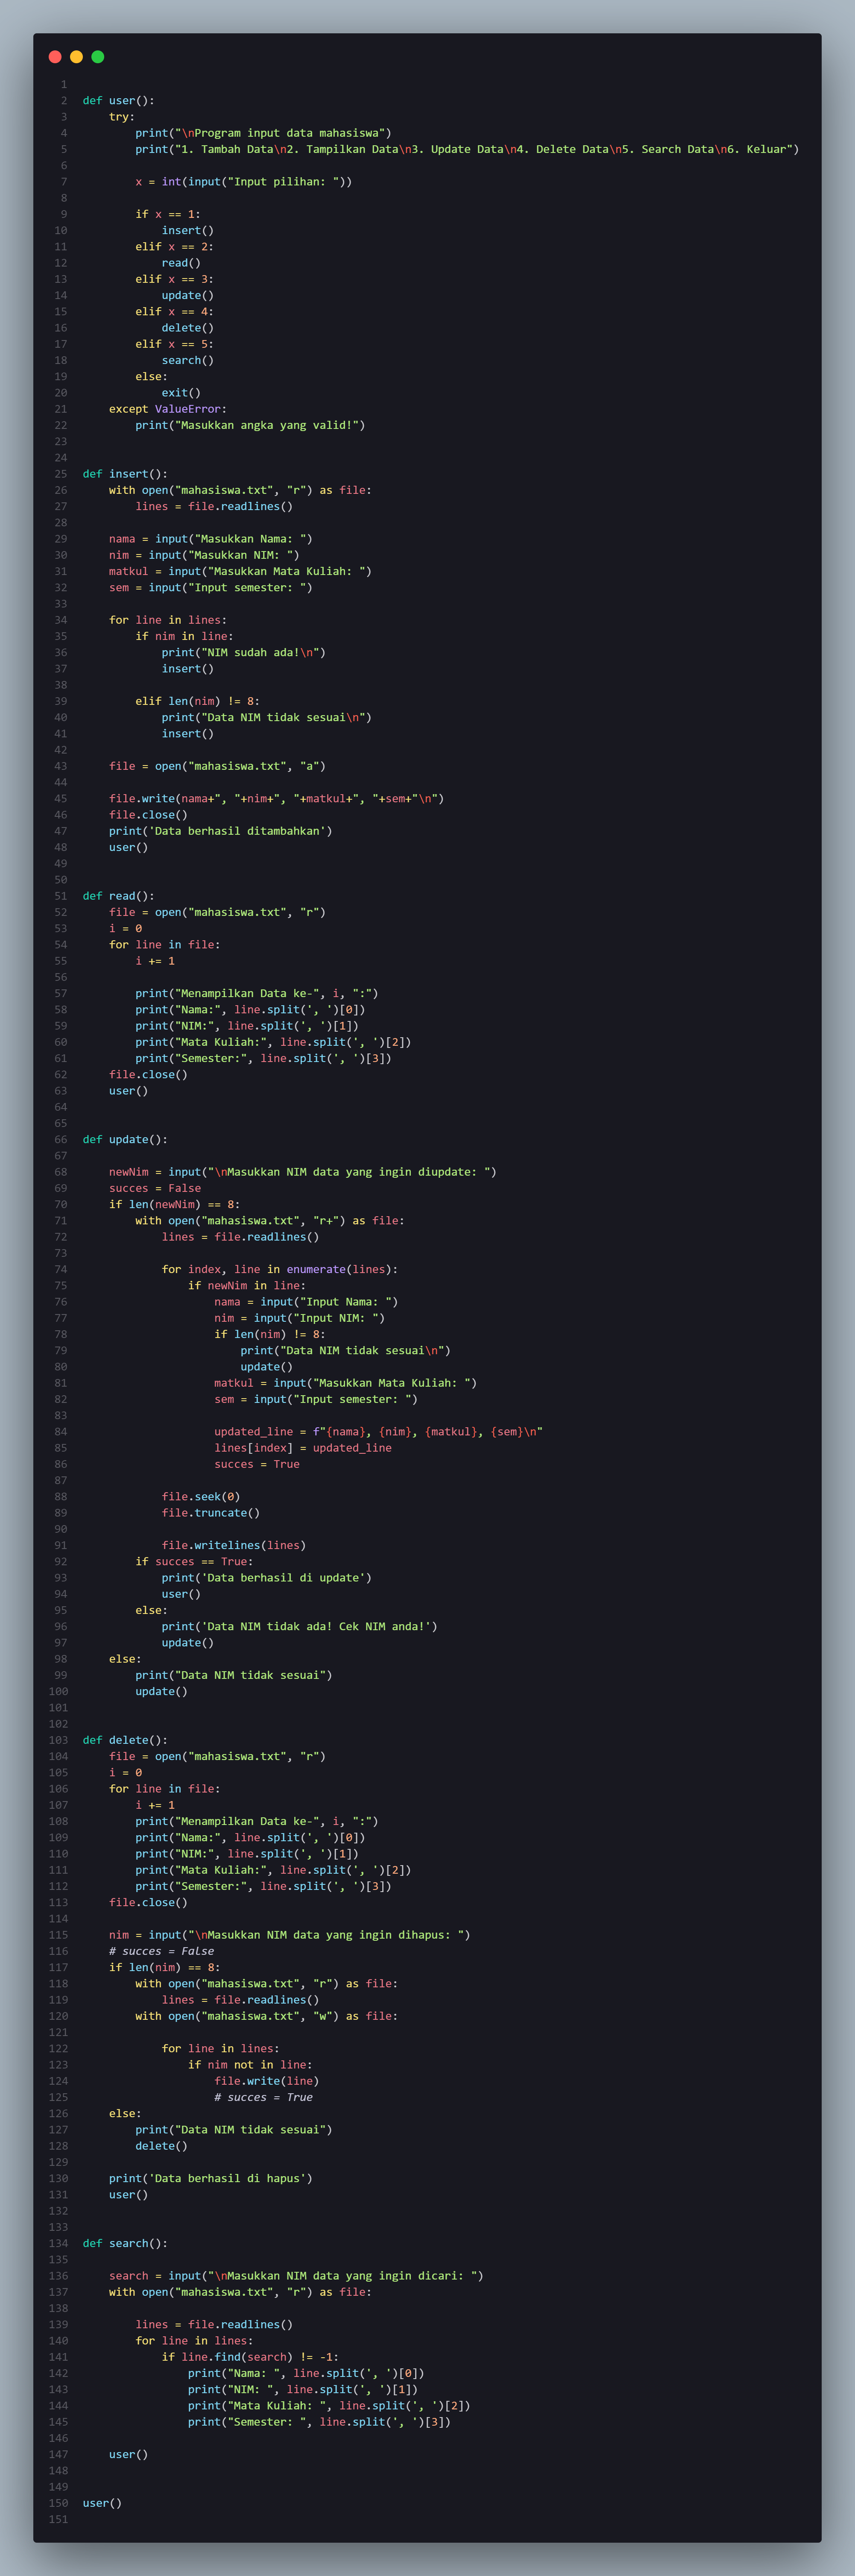 1
2 def user():
3     try:
4         print("\nProgram input data mahasiswa")
5         print("1. Tambah Data\n2. Tampilkan Data\n3. Update Data\n4. Delete Data\n5. Search Data\n6. Keluar")
6
7         x = int(input("Input pilihan: "))
8
9         if x == 1:
10             insert()
11         elif x == 2:
12             read()
13         elif x == 3:
14             update()
15         elif x == 4:
16             delete()
17         elif x == 5:
18             search()
19         else:
20             exit()
21     except ValueError:
22         print("Masukkan angka yang valid!")
23
24
25 def insert():
26     with open("mahasiswa.txt", "r") as file:
27         lines = file.readlines()
28
29     nama = input("Masukkan Nama: ")
30     nim = input("Masukkan NIM: ")
31     matkul = input("Masukkan Mata Kuliah: ")
32     sem = input("Input semester: ")
33
34     for line in lines:
35         if nim in line:
36             print("NIM sudah ada!\n")
37             insert()
38
39         elif len(nim) != 8:
40             print("Data NIM tidak sesuai\n")
41             insert()
42
43     file = open("mahasiswa.txt", "a")
44
45     file.write(nama+", "+nim+", "+matkul+", "+sem+"\n")
46     file.close()
47     print('Data berhasil ditambahkan')
48     user()
49
50
51 def read():
52     file = open("mahasiswa.txt", "r")
53     i = 0
54     for line in file:
55         i += 1
56
57         print("Menampilkan Data ke-", i, ":")
58         print("Nama:", line.split(', ')[0])
59         print("NIM:", line.split(', ')[1])
60         print("Mata Kuliah:", line.split(', ')[2])
61         print("Semester:", line.split(', ')[3])
62     file.close()
63     user()
64
65
66 def update():
67
68     newNim = input("\nMasukkan NIM data yang ingin diupdate: ")
69     succes = False
70     if len(newNim) == 8:
71         with open("mahasiswa.txt", "r+") as file:
72             lines = file.readlines()
73
74             for index, line in enumerate(lines):
75                 if newNim in line:
76                     nama = input("Input Nama: ")
77                     nim = input("Input NIM: ")
78                     if len(nim) != 8:
79                         print("Data NIM tidak sesuai\n")
80                         update()
81                     matkul = input("Masukkan Mata Kuliah: ")
82                     sem = input("Input semester: ")
83
84                     updated_line = f"{nama}, {nim}, {matkul}, {sem}\n"
85                     lines[index] = updated_line
86                     succes = True
87
88             file.seek(0)
89             file.truncate()
90
91             file.writelines(lines)
92         if succes == True:
93             print('Data berhasil di update')
94             user()
95         else:
96             print('Data NIM tidak ada! Cek NIM anda!')
97             update()
98     else:
99         print("Data NIM tidak sesuai")
100         update()
101
102
103 def delete():
104     file = open("mahasiswa.txt", "r")
105     i = 0
106     for line in file:
107         i += 1
108         print("Menampilkan Data ke-", i, ":")
109         print("Nama:", line.split(', ')[0])
110         print("NIM:", line.split(', ')[1])
111         print("Mata Kuliah:", line.split(', ')[2])
112         print("Semester:", line.split(', ')[3])
113     file.close()
114
115     nim = input("\nMasukkan NIM data yang ingin dihapus: ")
116     # succes = False
117     if len(nim) == 8:
118         with open("mahasiswa.txt", "r") as file:
119             lines = file.readlines()
120         with open("mahasiswa.txt", "w") as file:
121
122             for line in lines:
123                 if nim not in line:
124                     file.write(line)
125                     # succes = True
126     else:
127         print("Data NIM tidak sesuai")
128         delete()
129
130     print('Data berhasil di hapus')
131     user()
132
133
134 def search():
135
136     search = input("\nMasukkan NIM data yang ingin dicari: ")
137     with open("mahasiswa.txt", "r") as file:
138
139         lines = file.readlines()
140         for line in lines:
141             if line.find(search) != -1:
142                 print("Nama: ", line.split(', ')[0])
143                 print("NIM: ", line.split(', ')[1])
144                 print("Mata Kuliah: ", line.split(', ')[2])
145                 print("Semester: ", line.split(', ')[3])
146
147     user()
148
149
150 user()
151